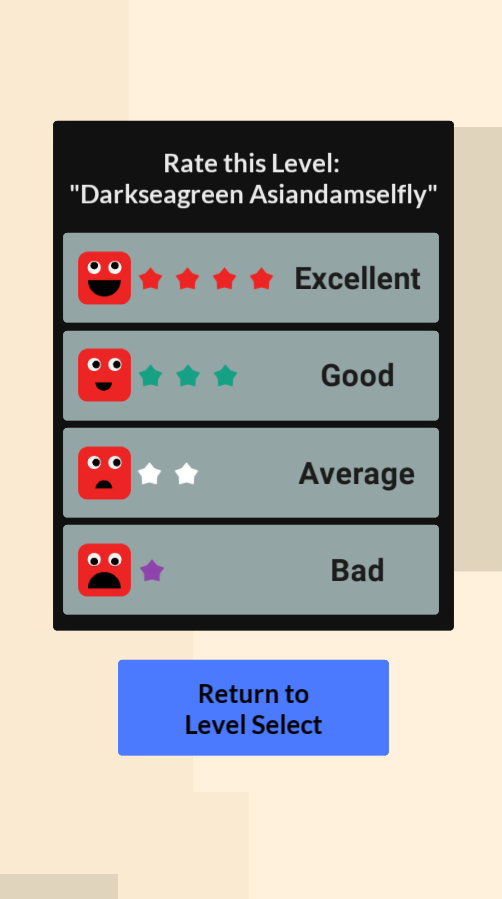 Rate this Level:
"Darkseagreen Asiandamselfly"
Excellent
Good
Average
Bad
Return to
Level Select